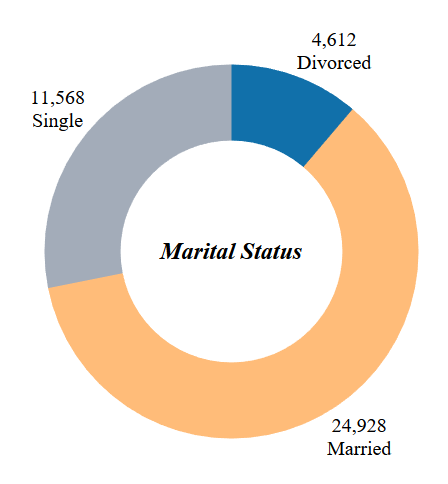 4,612
Divorced
11,568
Single
Marital Status
24,928
Married